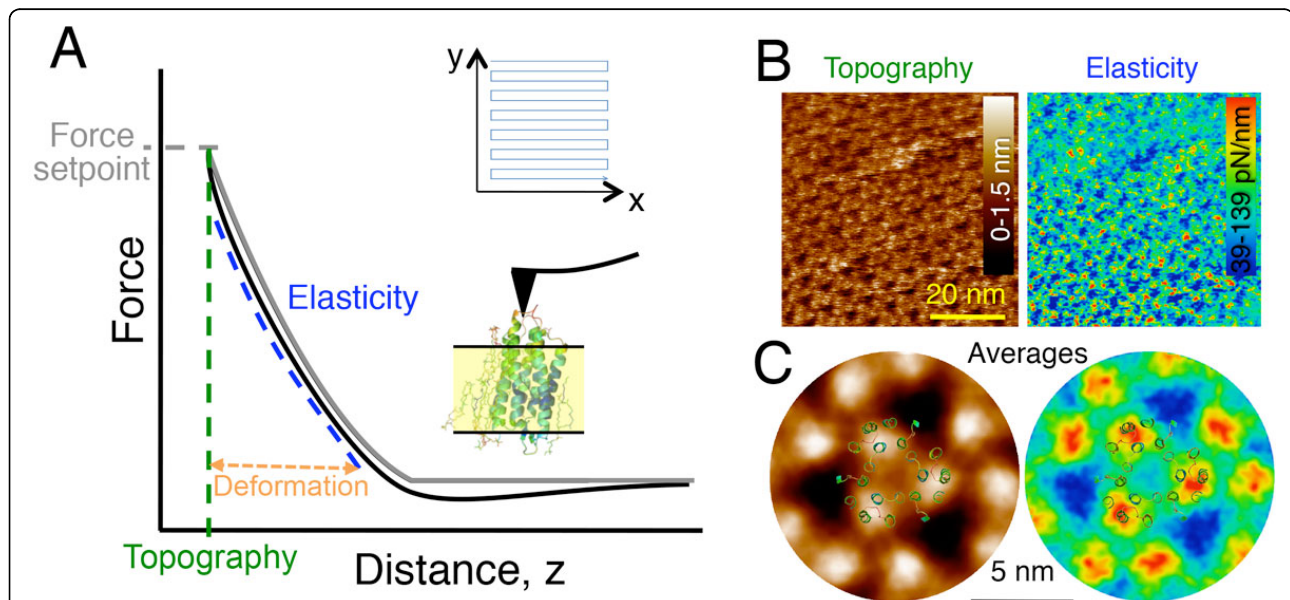 A
Force
setpoint
Force
Elasticity
Deformation
Topography
Distance, z
y
x
B
Topography
Elasticity
0-1.5 nm
39-139 pN/nm
20 nm
C
Averages
5 nm